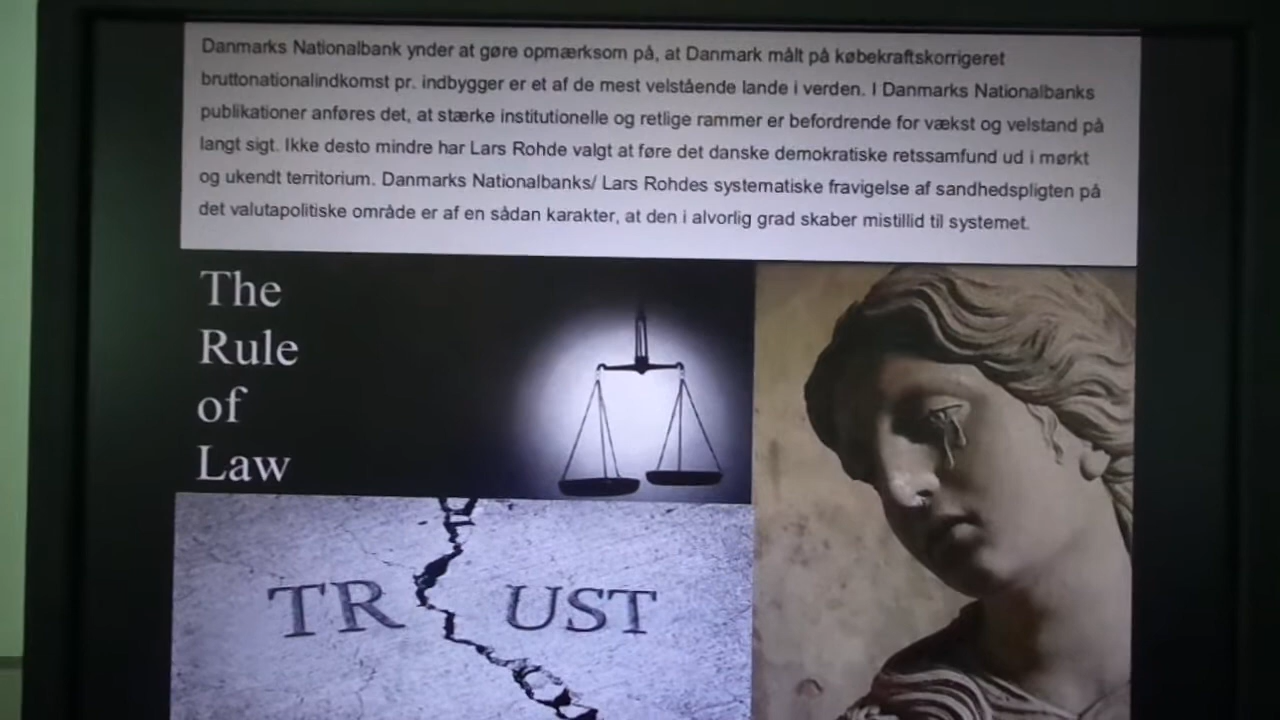 Danmarks Nationalbank ynder at gøre opmærksom på, at Danmark målt på købekraftskorrigeret
bruttonationalindkomst pr. indbygger er et af de mest velstående lande i verden. I Danmarks Nationalbanks
publikationer anføres det, at stærke institutionelle og retlige rammer er befordrende for vækst og velstand på
langt sigt. Ikke desto mindre har Lars Rohde valgt at føre det danske demokratiske retssamfund ud i mørkt
og ukendt territorium. Danmarks Nationalbanks/ Lars Rohdes systematiske fravigelse af sandhedspligten på
det valutapolitiske område er af en sådan karakter, at den i alvorlig grad skaber mistillid til systemet.
The
Rule
of
Law
TR UST